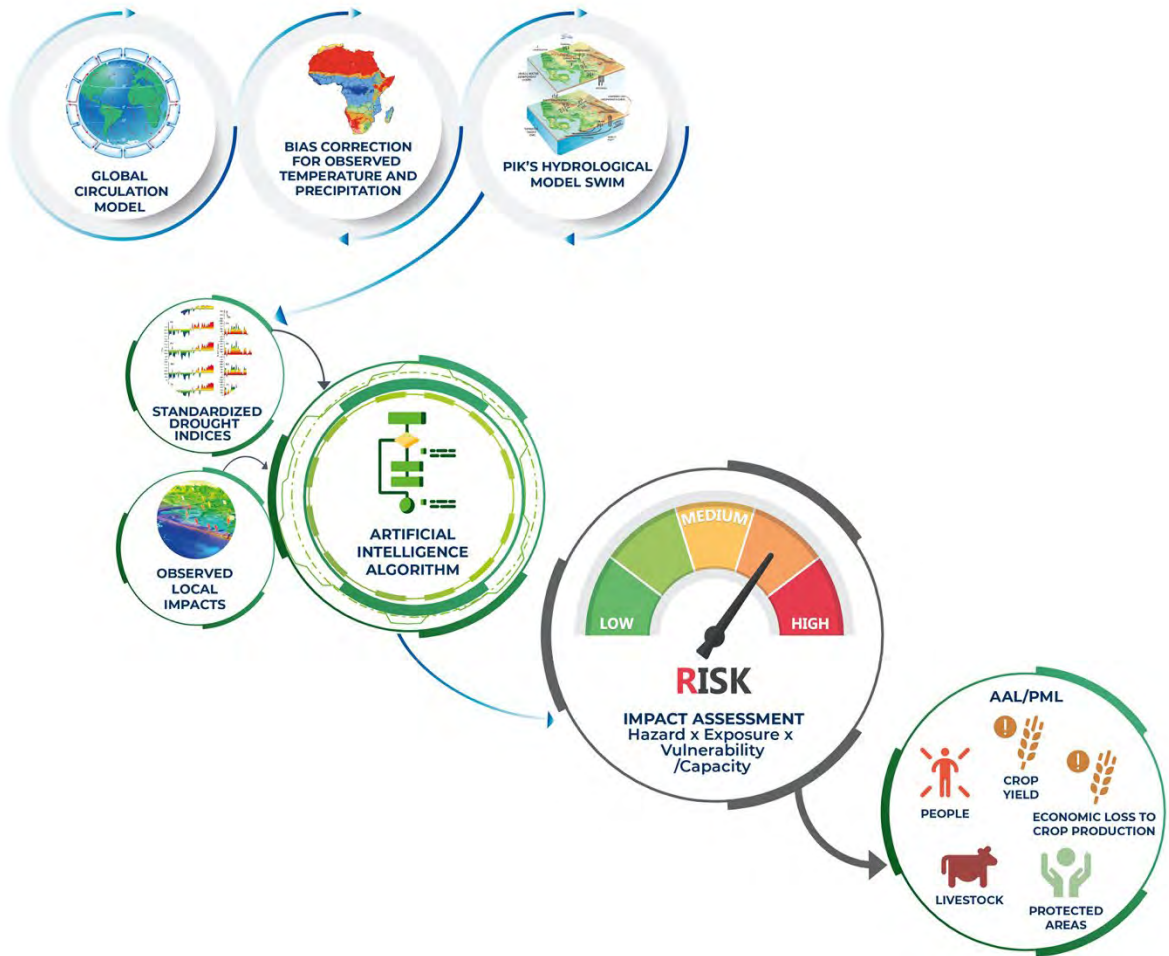 GLOBAL
CIRCULATION
MODEL
BIAS CORRECTION
FOR OBSERVED
TEMPERATURE AND
PRECIPITATION
PIK'S HYDROLOGICAL
MODEL SWIM
STANDARDIZED
DROUGHT
INDICES
OBSERVED
LOCAL
IMPACTS
ARTIFICIAL
INTELLIGENCE
ALGORITHM
LOW
MEDIUM
HIGH
RISK
IMPACT ASSESSMENT
Hazard x Exposure x
Vulnerability
/Capacity
AAL/PML
PEOPLE
CROP
YIELD
ECONOMIC LOSS TO
CROP PRODUCTION
LIVESTOCK
PROTECTED
AREAS